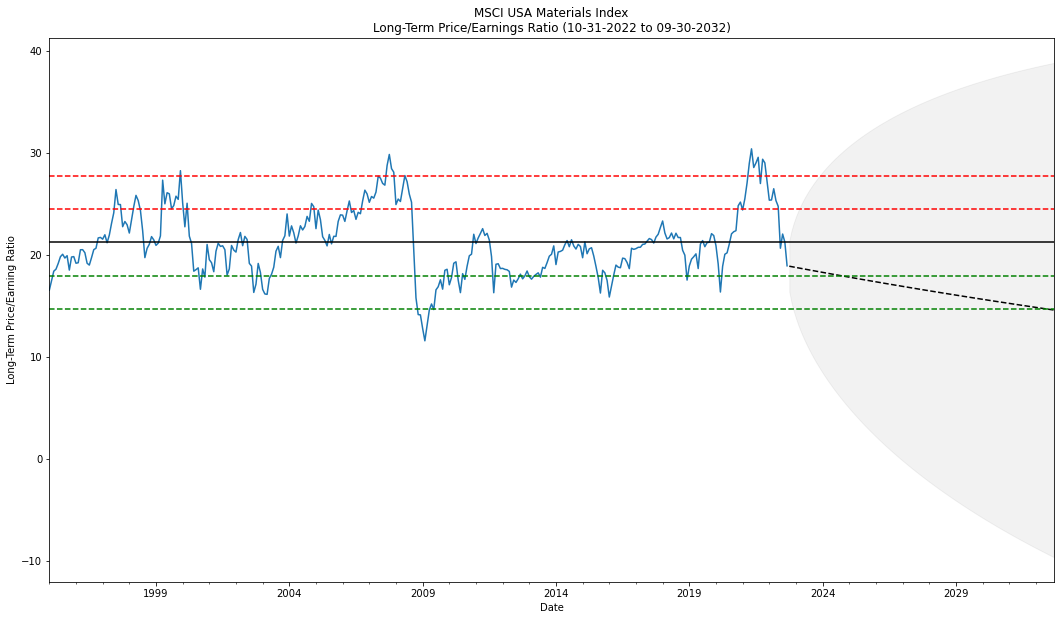 MSCI USA Materials Index
Long-Term Price/Earnings Ratio (10-31-2022 to 09-30-2032)
40
30
20
10
0
−10
Long-Term Price/Earning Ratio
1999 2004 2009 2014 2019 2024 2029
Date